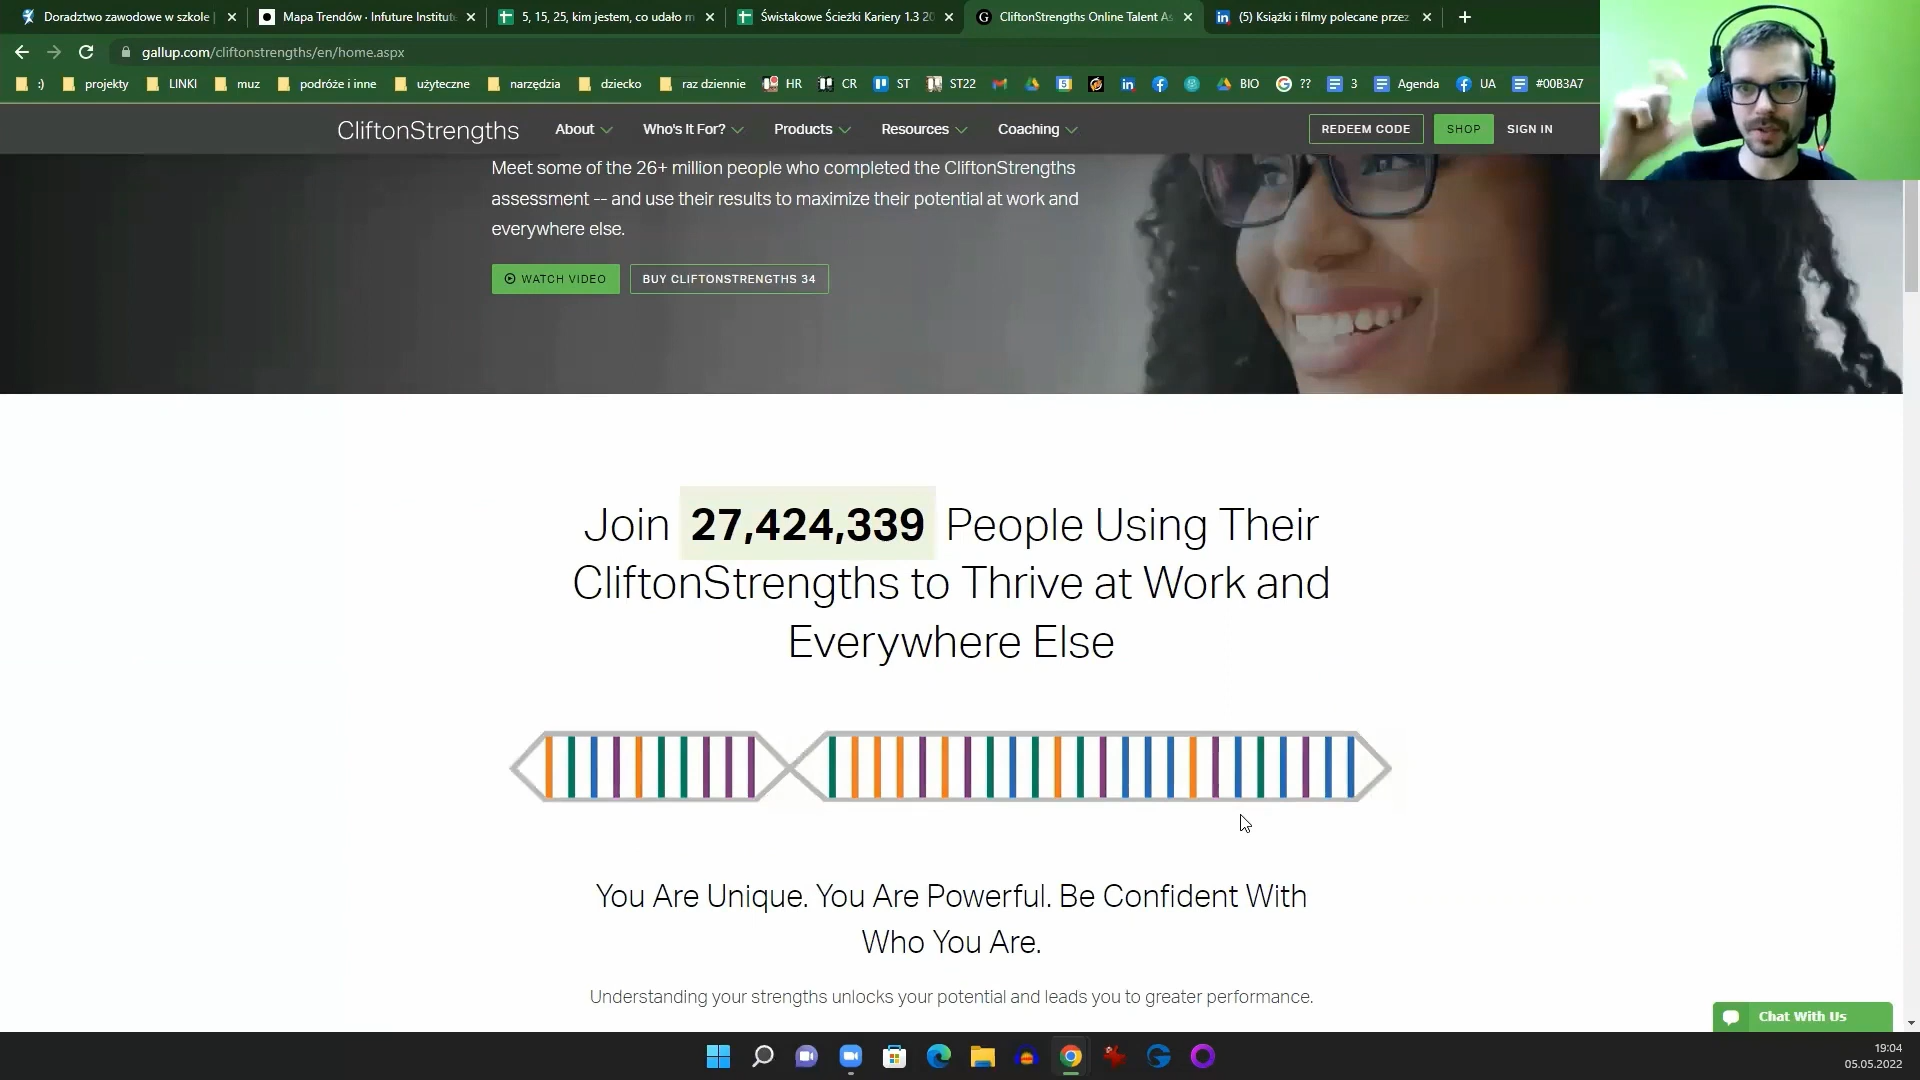 Doradztwo zawodowe w szkole |
Mapa Trendów · Infuture Institute
5, 15, 25, kim jestem, co udało m
Świstakowe Ścieżki Kariery 1.3 20
CliftonStrengths Online Talent As
(5) Książki i filmy polecane przez
gallup.com/cliftonstrengths/en/home.aspx
:) projekty LINKI muz podróże i inne użyteczne narzędzia dziecko raz dziennie HR CR ST ST22 BIO ?? 3 Agenda UA #00B3A7
CliftonStrengths About Who's It For? Products Resources Coaching REDEEM CODE SHOP SIGN IN
Meet some of the 26+ million people who completed the CliftonStrengths
assessment -- and use their results to maximize their potential at work and
everywhere else.
WATCH VIDEO BUY CLIFTONSTRENGTHS 34
Join 27,424,339 People Using Their
CliftonStrengths to Thrive at Work and
Everywhere Else
You Are Unique. You Are Powerful. Be Confident With
Who You Are.
Understanding your strengths unlocks your potential and leads you to greater performance.
Chat With Us
19:04
05.05.2022